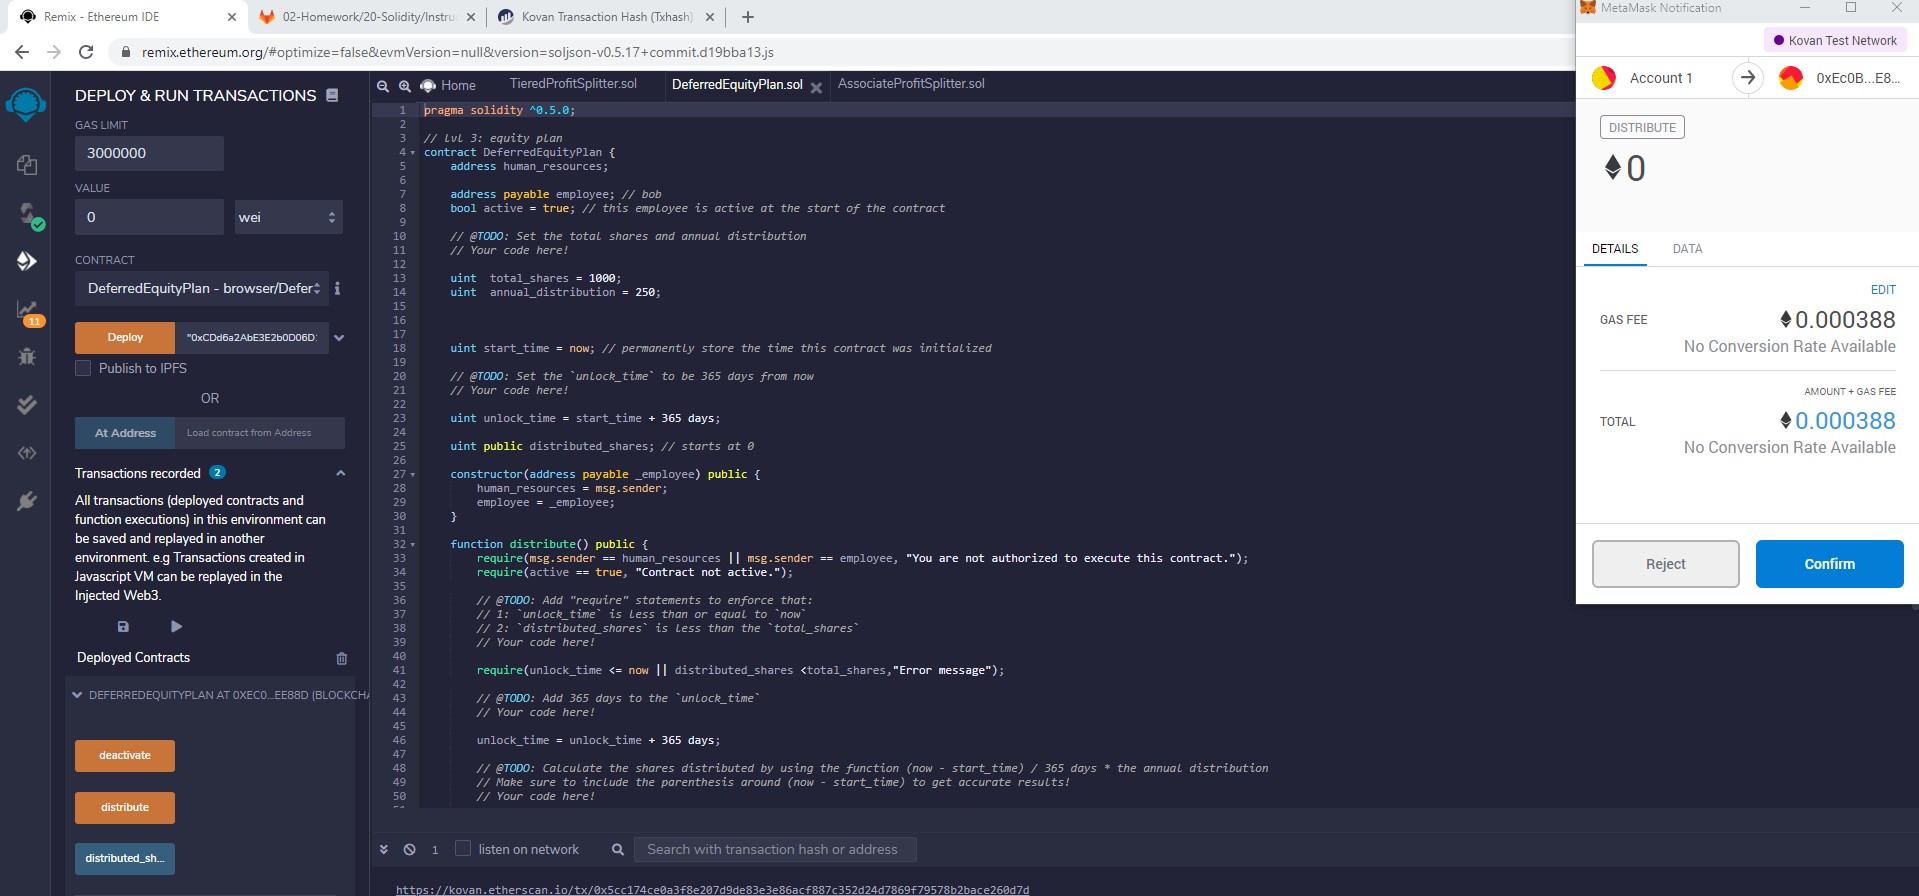 Remix - Ethereum IDE
02-Homework/20-Solidity/Instru
Kovan Transaction Hash (Txhash)
remix.ethereum.org/#optimize=false&evmVersion=null&version=soljson-v0.5.17+commit.d19bba13.js
DEPLOY & RUN TRANSACTIONS
GAS LIMIT
3000000
VALUE
0
wei
CONTRACT
DeferredEquityPlan - browser/Defer
Deploy
"0xCDd6a2AbE3E2b0D06D
Publish to IPFS
OR
At Address
Load contract from Address
Transactions recorded 2
All transactions (deployed contracts and
function executions) in this environment can
be saved and replayed in another
environment. e.g Transactions created in
Javascript VM can be replayed in the
Injected Web3.
Deployed Contracts
DEFERREDEQUITYPLAN AT 0XEC0...EE88D (BLOCKCHA
deactivate
distribute
distributed_sh...
11
Home
TieredProfitSplitter.sol
DeferredEquityPlan.sol
AssociateProfitSplitter.sol
1 pragma solidity ^0.5.0;
2
3 // lvl 3: equity plan
4 contract DeferredEquityPlan {
5 address human_resources;
6
7 address payable employee; // bob
8 bool active = true; // this employee is active at the start of the contract
9
10 // @TODO: Set the total shares and annual distribution
11 // Your code here!
12
13 uint total_shares = 1000;
14 uint annual_distribution = 250;
15
16
17
18 uint start_time = now; // permanently store the time this contract was initialized
19
20 // @TODO: Set the `unlock_time` to be 365 days from now
21 // Your code here!
22
23 uint unlock_time = start_time + 365 days;
24
25 uint public distributed_shares; // starts at 0
26
27 constructor(address payable _employee) public {
28 human_resources = msg.sender;
29 employee = _employee;
30 }
31
32 function distribute() public {
33 require(msg.sender == human_resources || msg.sender == employee, "You are not authorized to execute this contract.");
34 require(active == true, "Contract not active.");
35
36 // @TODO: Add "require" statements to enforce that:
37 // 1: `unlock_time` is less than or equal to `now`
38 // 2: `distributed_shares` is less than the `total_shares`
39 // Your code here!
40
41 require(unlock_time <= now || distributed_shares <total_shares,"Error message");
42
43 // @TODO: Add 365 days to the `unlock_time`
44 // Your code here!
45
46 unlock_time = unlock_time + 365 days;
47
48 // @TODO: Calculate the shares distributed by using the function (now - start_time) / 365 days * the annual distribution
49 // Make sure to include the parenthesis around (now - start_time) to get accurate results!
50 // Your code here!
1
listen on network
Search with transaction hash or address
https://kovan.etherscan.io/tx/0x5cc174ce0a3f8e207d9de83e3e86acf887c352d24d7869f79578b2bace260d7d
MetaMask Notification
Kovan Test Network
Account 1
0xEc0B...E8...
DISTRIBUTE
0
DETAILS
DATA
EDIT
GAS FEE
0.000388
No Conversion Rate Available
AMOUNT + GAS FEE
TOTAL
0.000388
No Conversion Rate Available
Reject
Confirm